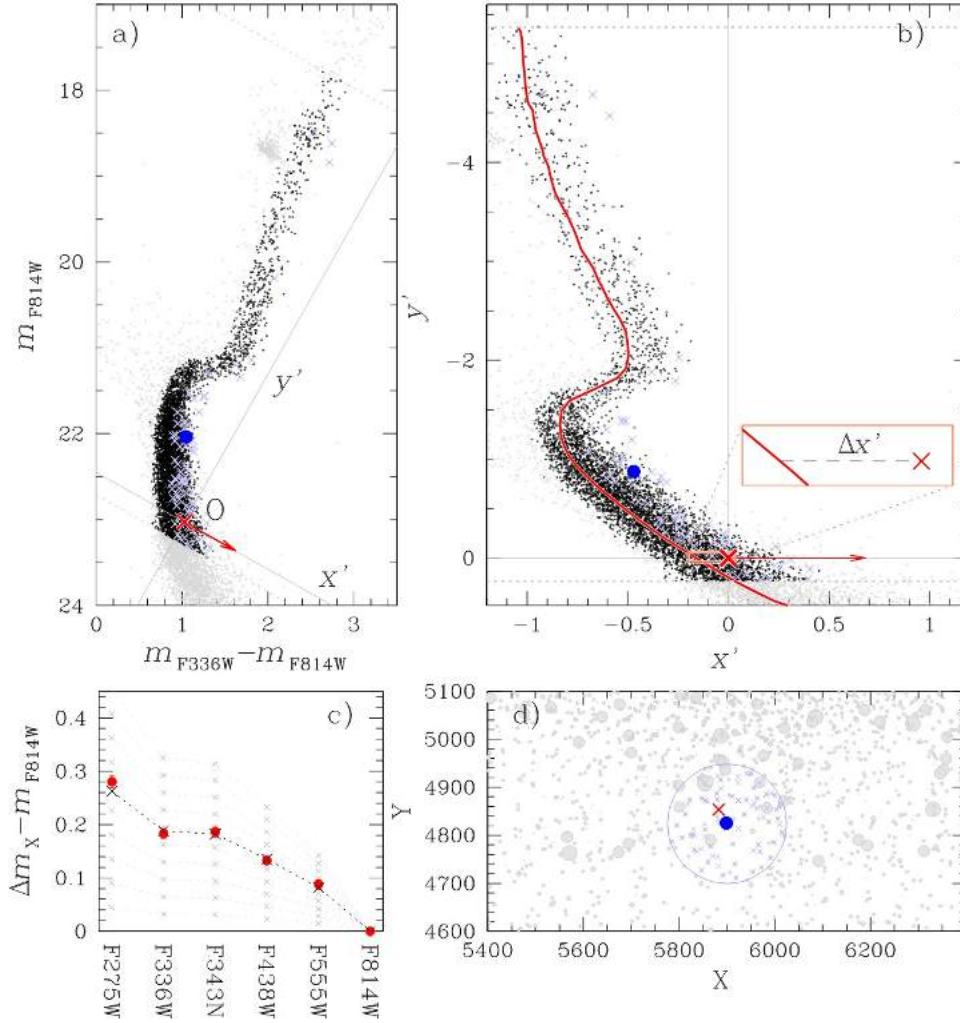 a)
18
20
22
24
m_F814W
y'
O
x'
0 1 2 3
m_F336W−m_F814W
b)
−4
−2
0
y'
Δx'
−1 −0.5 0 0.5 1
x'
c)
0.4
0.3
0.2
0.1
0
Δm_X−m_F814W
F275W
F336W
F343N
F438W
F555W
F814W
d)
5100
5000
4900
4800
4700
4600
Y
5400 5600 5800 6000 6200
X